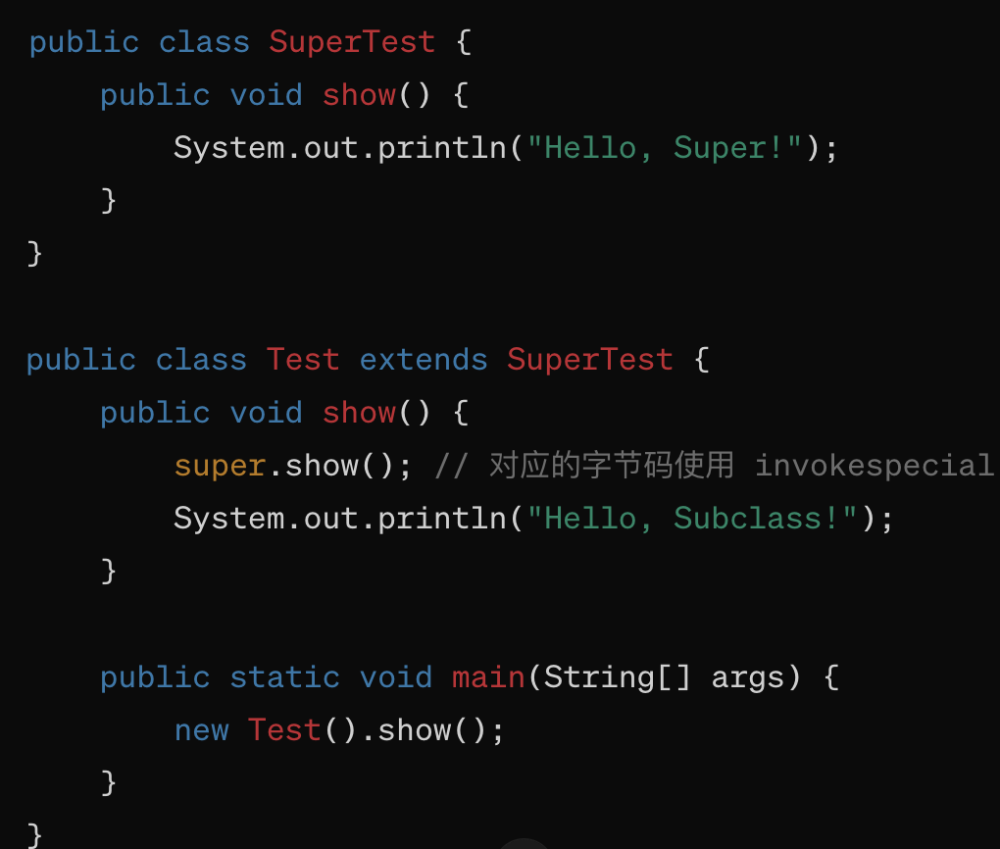 public class SuperTest {
    public void show() {
        System.out.println("Hello, Super!");
    }
}

public class Test extends SuperTest {
    public void show() {
        super.show(); // 对应的字节码使用 invokespecial
        System.out.println("Hello, Subclass!");
    }

    public static void main(String[] args) {
        new Test().show();
    }
}